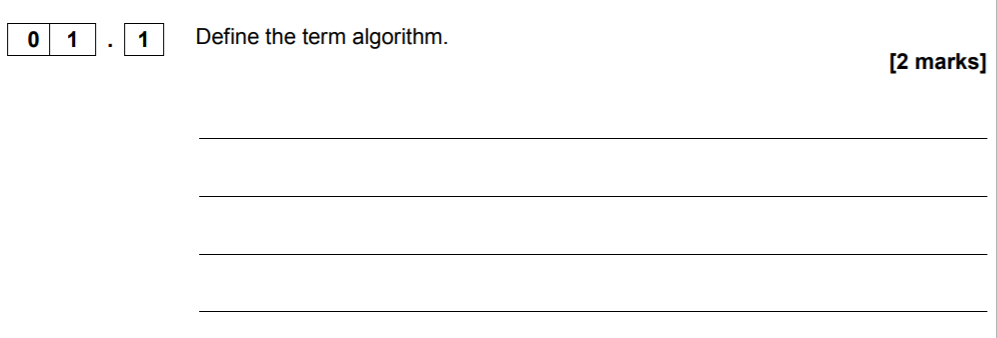 0 1 . 1 Define the term algorithm.
[2 marks]